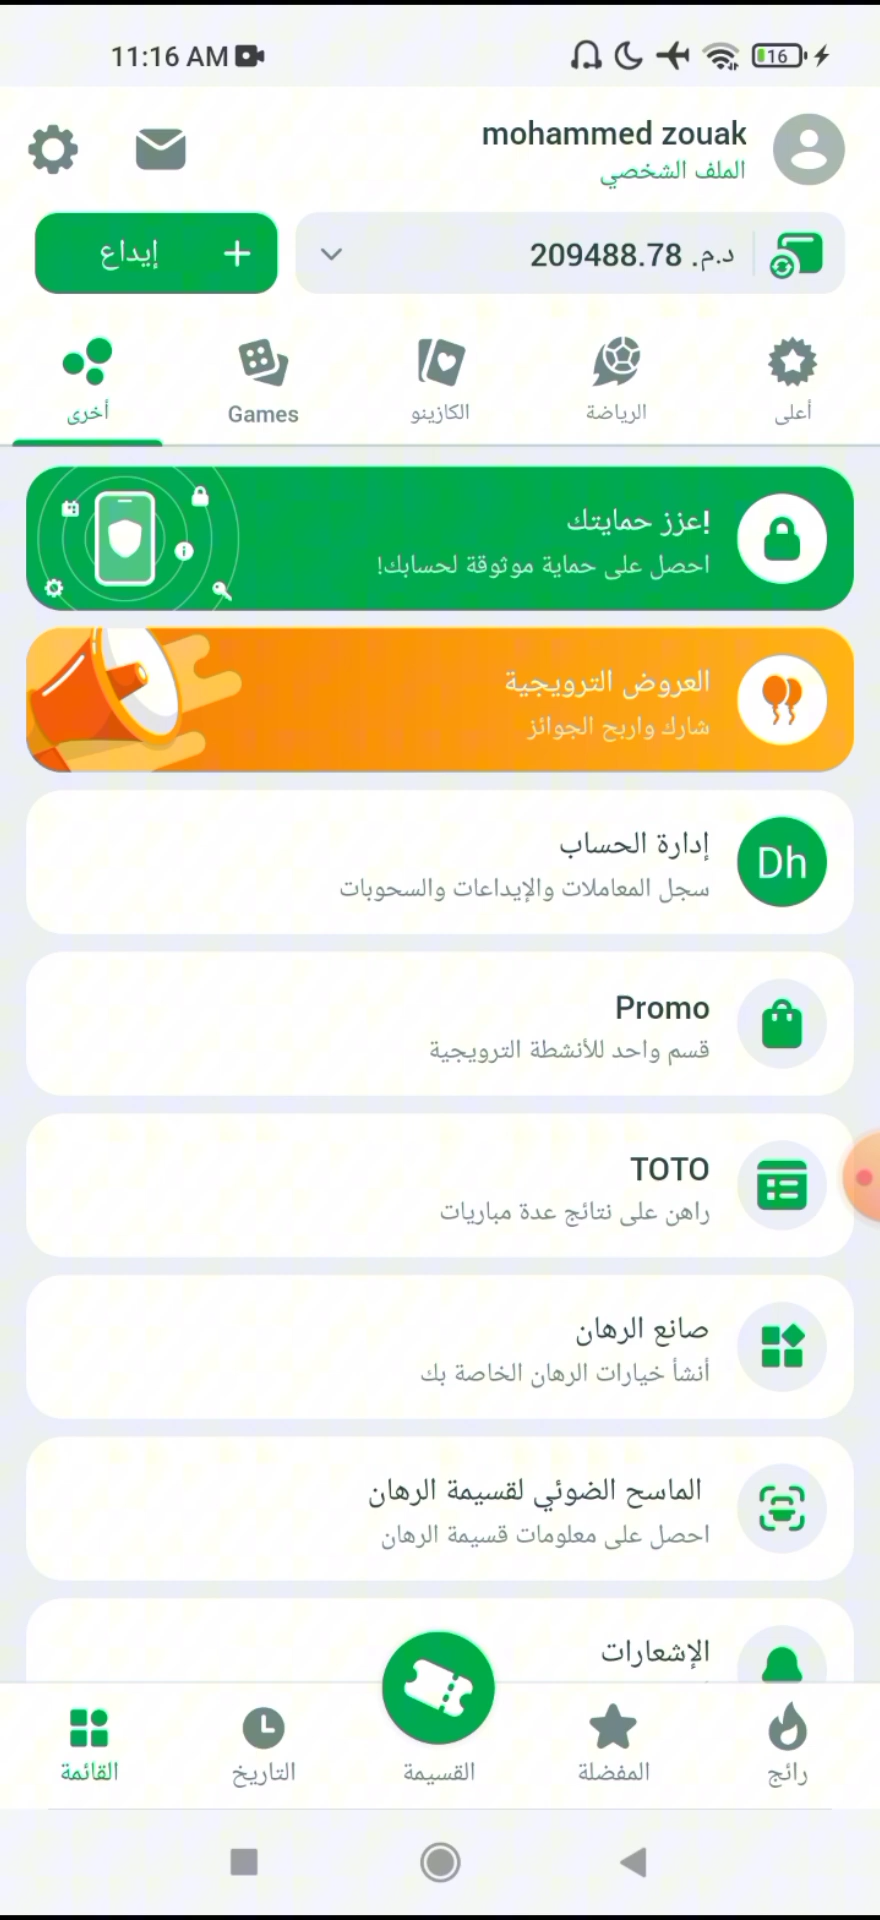 11:16 AM
16
mohammed zouak
الملف الشخصي
د.م. 209488.78
إيداع
أعلى
الرياضة
الكازينو
Games
أخرى
عزز حمايتك!
احصل على حماية موثوقة لحسابك!
العروض الترويجية
شارك واربح الجوائز
Dh
إدارة الحساب
سجل المعاملات والإيداعات والسحوبات
Promo
قسم واحد للأنشطة الترويجية
TOTO
راهن على نتائج عدة مباريات
صانع الرهان
أنشأ خيارات الرهان الخاصة بك
الماسح الضوئي لقسيمة الرهان
احصل على معلومات قسيمة الرهان
الإشعارات
رائج
المفضلة
القسيمة
التاريخ
القائمة